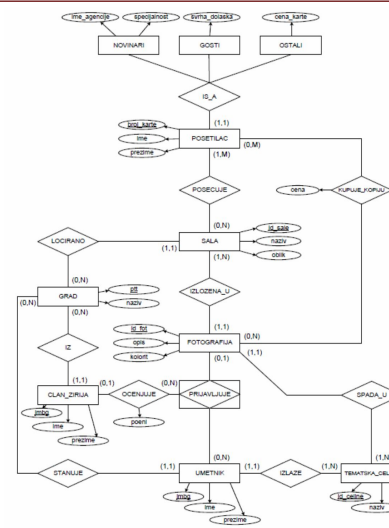 ime_agencije specijalnost svrha_dolaska cena_karte
NOVINARI GOSTI OSTALI
IS_A
(1,1)
broj_karte
POSETILAC (0,M)
ime
prezime (1,M)
POSECUJE cena KUPUJE_KOPIJU
(0,N) id_sale
LOCIRANO SALA naziv
(1,1) (1,N) oblik
(0,N)
(0,N) GRAD ptt IZLOZENA_U
naziv
(0,N) (1,1)
id_fot (0,N)
IZ opis FOTOGRAFIJA
kolorit (0,1) (1,1)
(1,1) (0,1) (0,N)
CLAN_ZIRIJA OCENJUJE PRIJAVLJUJE SPADA_U
jmbg
ime poeni
prezime
(0,N) (1,N)
STANUJE (1,1) UMETNIK (1,1) IZLAZE (1,N) TEMATSKA_CEL
jmbg id_celine
ime naziv
prezime